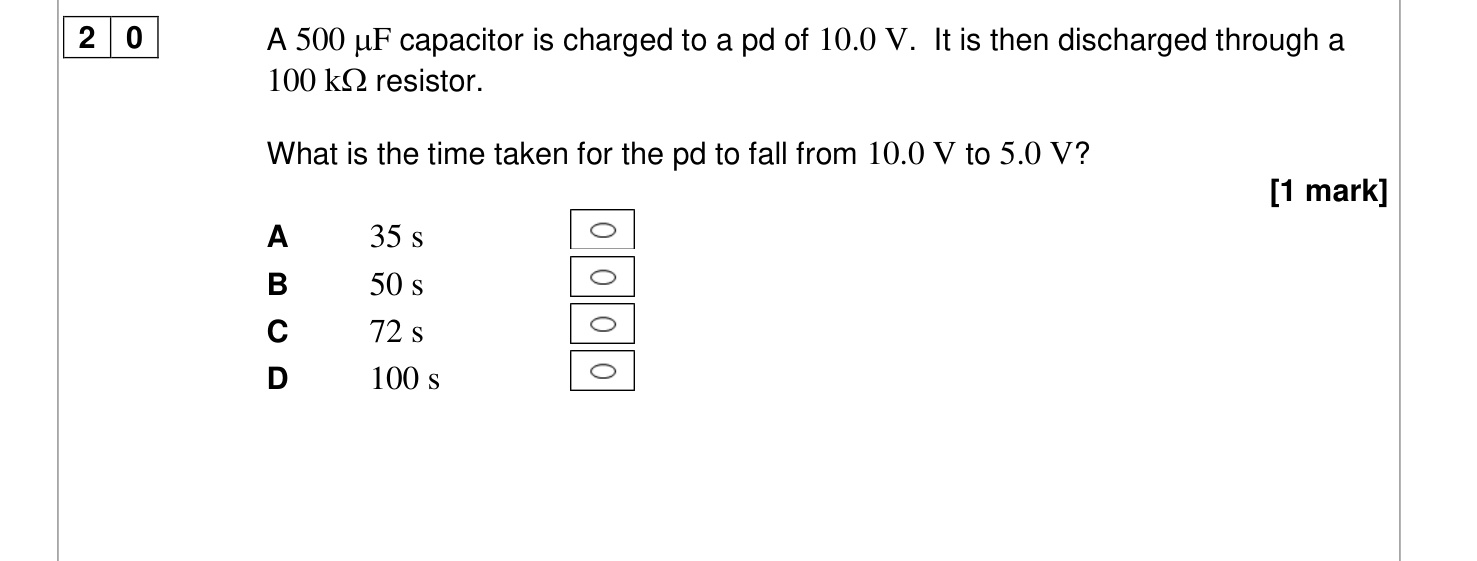 2 0
A 500 µF capacitor is charged to a pd of 10.0 V. It is then discharged through a
100 kΩ resistor.
What is the time taken for the pd to fall from 10.0 V to 5.0 V?
[1 mark]
A 35 s
B 50 s
C 72 s
D 100 s